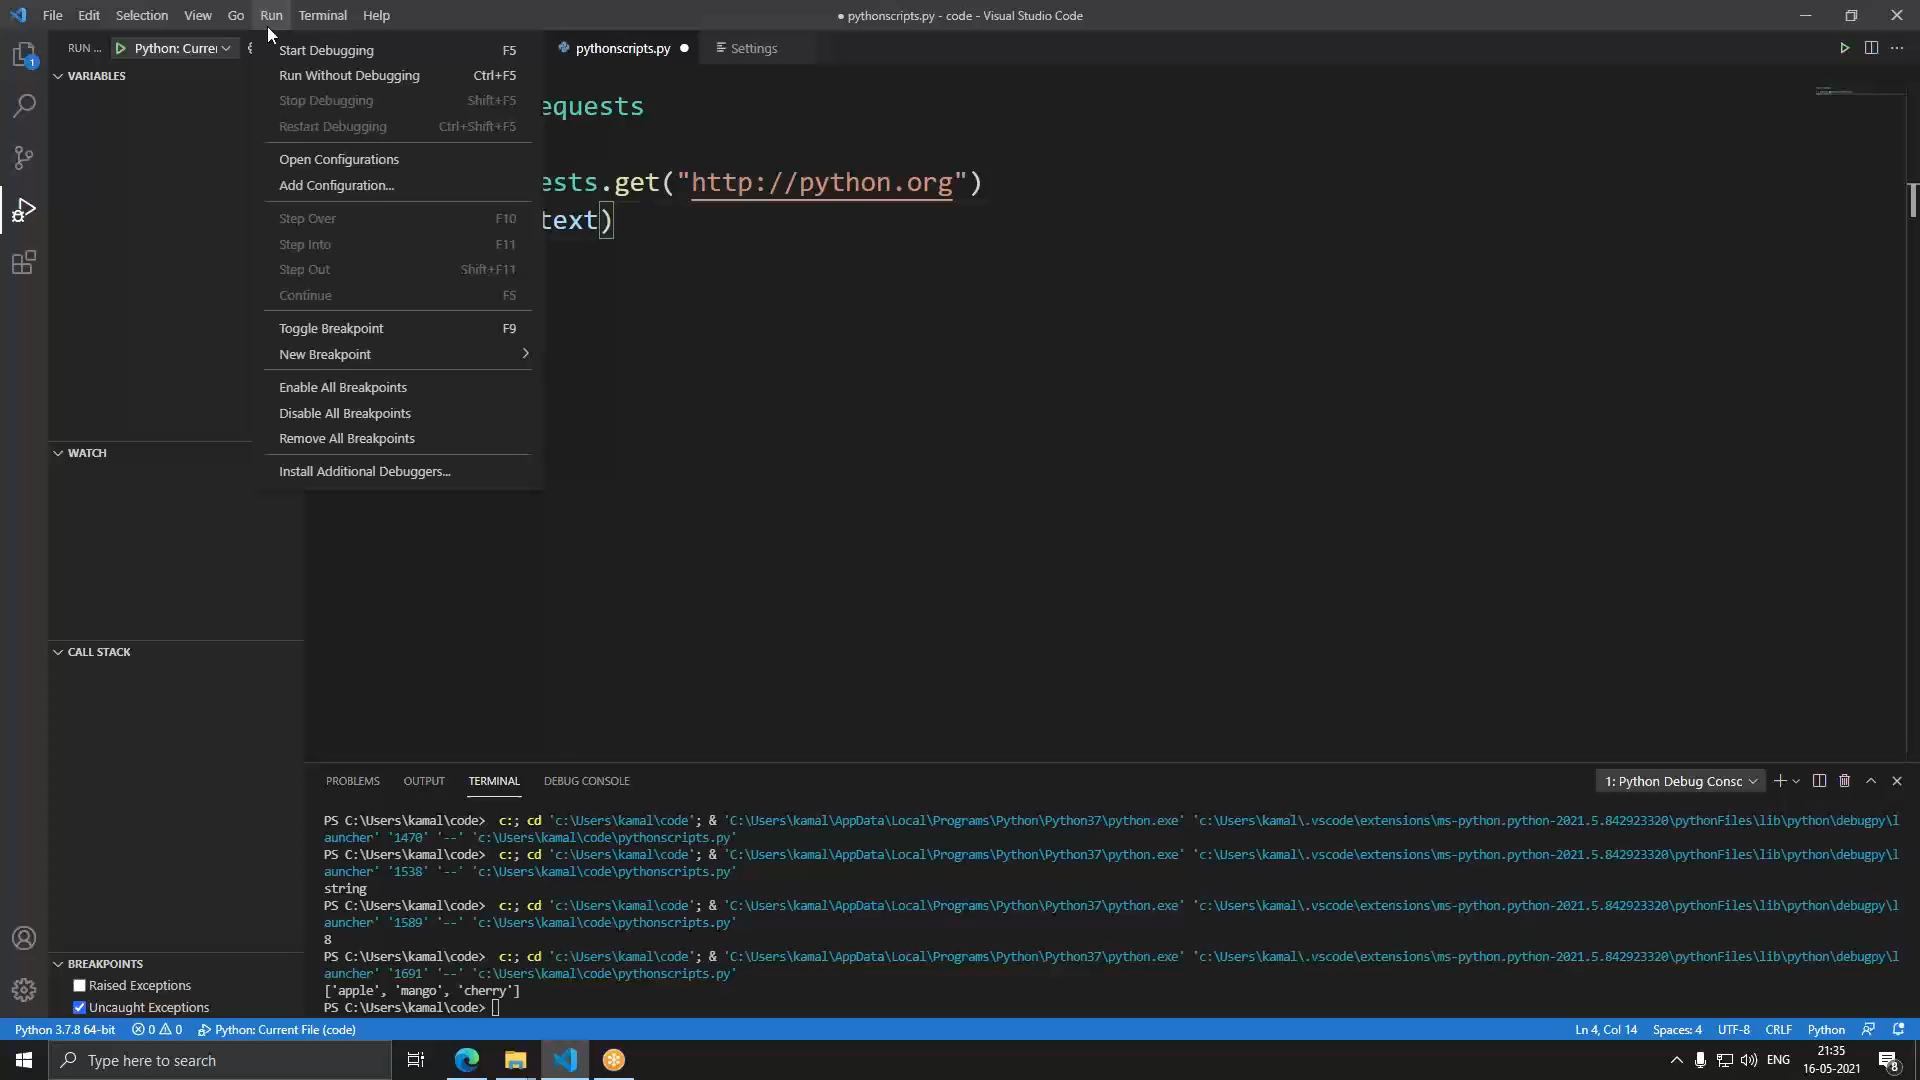 File Edit Selection View Go Run Terminal Help
● pythonscripts.py - code - Visual Studio Code
RUN ...
Python: Currer
pythonscripts.py
Settings
Start Debugging F5
Run Without Debugging Ctrl+F5
Stop Debugging Shift+F5
Restart Debugging Ctrl+Shift+F5
Open Configurations
Add Configuration...
Step Over F10
Step Into F11
Step Out Shift+F11
Continue F5
Toggle Breakpoint F9
New Breakpoint
Enable All Breakpoints
Disable All Breakpoints
Remove All Breakpoints
Install Additional Debuggers...
VARIABLES
WATCH
CALL STACK
BREAKPOINTS
Raised Exceptions
Uncaught Exceptions
equests
ests.get("http://python.org")
text)
PROBLEMS OUTPUT TERMINAL DEBUG CONSOLE
1: Python Debug Consc
PS C:\Users\kamal\code>  c:; cd 'c:\Users\kamal\code'; & 'C:\Users\kamal\AppData\Local\Programs\Python\Python37\python.exe' 'c:\Users\kamal\.vscode\extensions\ms-python.python-2021.5.842923320\pythonFiles\lib\python\debugpy\l
auncher' '1470' '--' 'c:\Users\kamal\code\pythonscripts.py'
PS C:\Users\kamal\code>  c:; cd 'c:\Users\kamal\code'; & 'C:\Users\kamal\AppData\Local\Programs\Python\Python37\python.exe' 'c:\Users\kamal\.vscode\extensions\ms-python.python-2021.5.842923320\pythonFiles\lib\python\debugpy\l
auncher' '1538' '--' 'c:\Users\kamal\code\pythonscripts.py'
string
PS C:\Users\kamal\code>  c:; cd 'c:\Users\kamal\code'; & 'C:\Users\kamal\AppData\Local\Programs\Python\Python37\python.exe' 'c:\Users\kamal\.vscode\extensions\ms-python.python-2021.5.842923320\pythonFiles\lib\python\debugpy\l
auncher' '1589' '--' 'c:\Users\kamal\code\pythonscripts.py'
8
PS C:\Users\kamal\code>  c:; cd 'c:\Users\kamal\code'; & 'C:\Users\kamal\AppData\Local\Programs\Python\Python37\python.exe' 'c:\Users\kamal\.vscode\extensions\ms-python.python-2021.5.842923320\pythonFiles\lib\python\debugpy\l
auncher' '1691' '--' 'c:\Users\kamal\code\pythonscripts.py'
['apple', 'mango', 'cherry']
PS C:\Users\kamal\code>
Python 3.7.8 64-bit 0 0 Python: Current File (code) Ln 4, Col 14 Spaces: 4 UTF-8 CRLF Python
Type here to search
ENG
21:35
16-05-2021
8
1